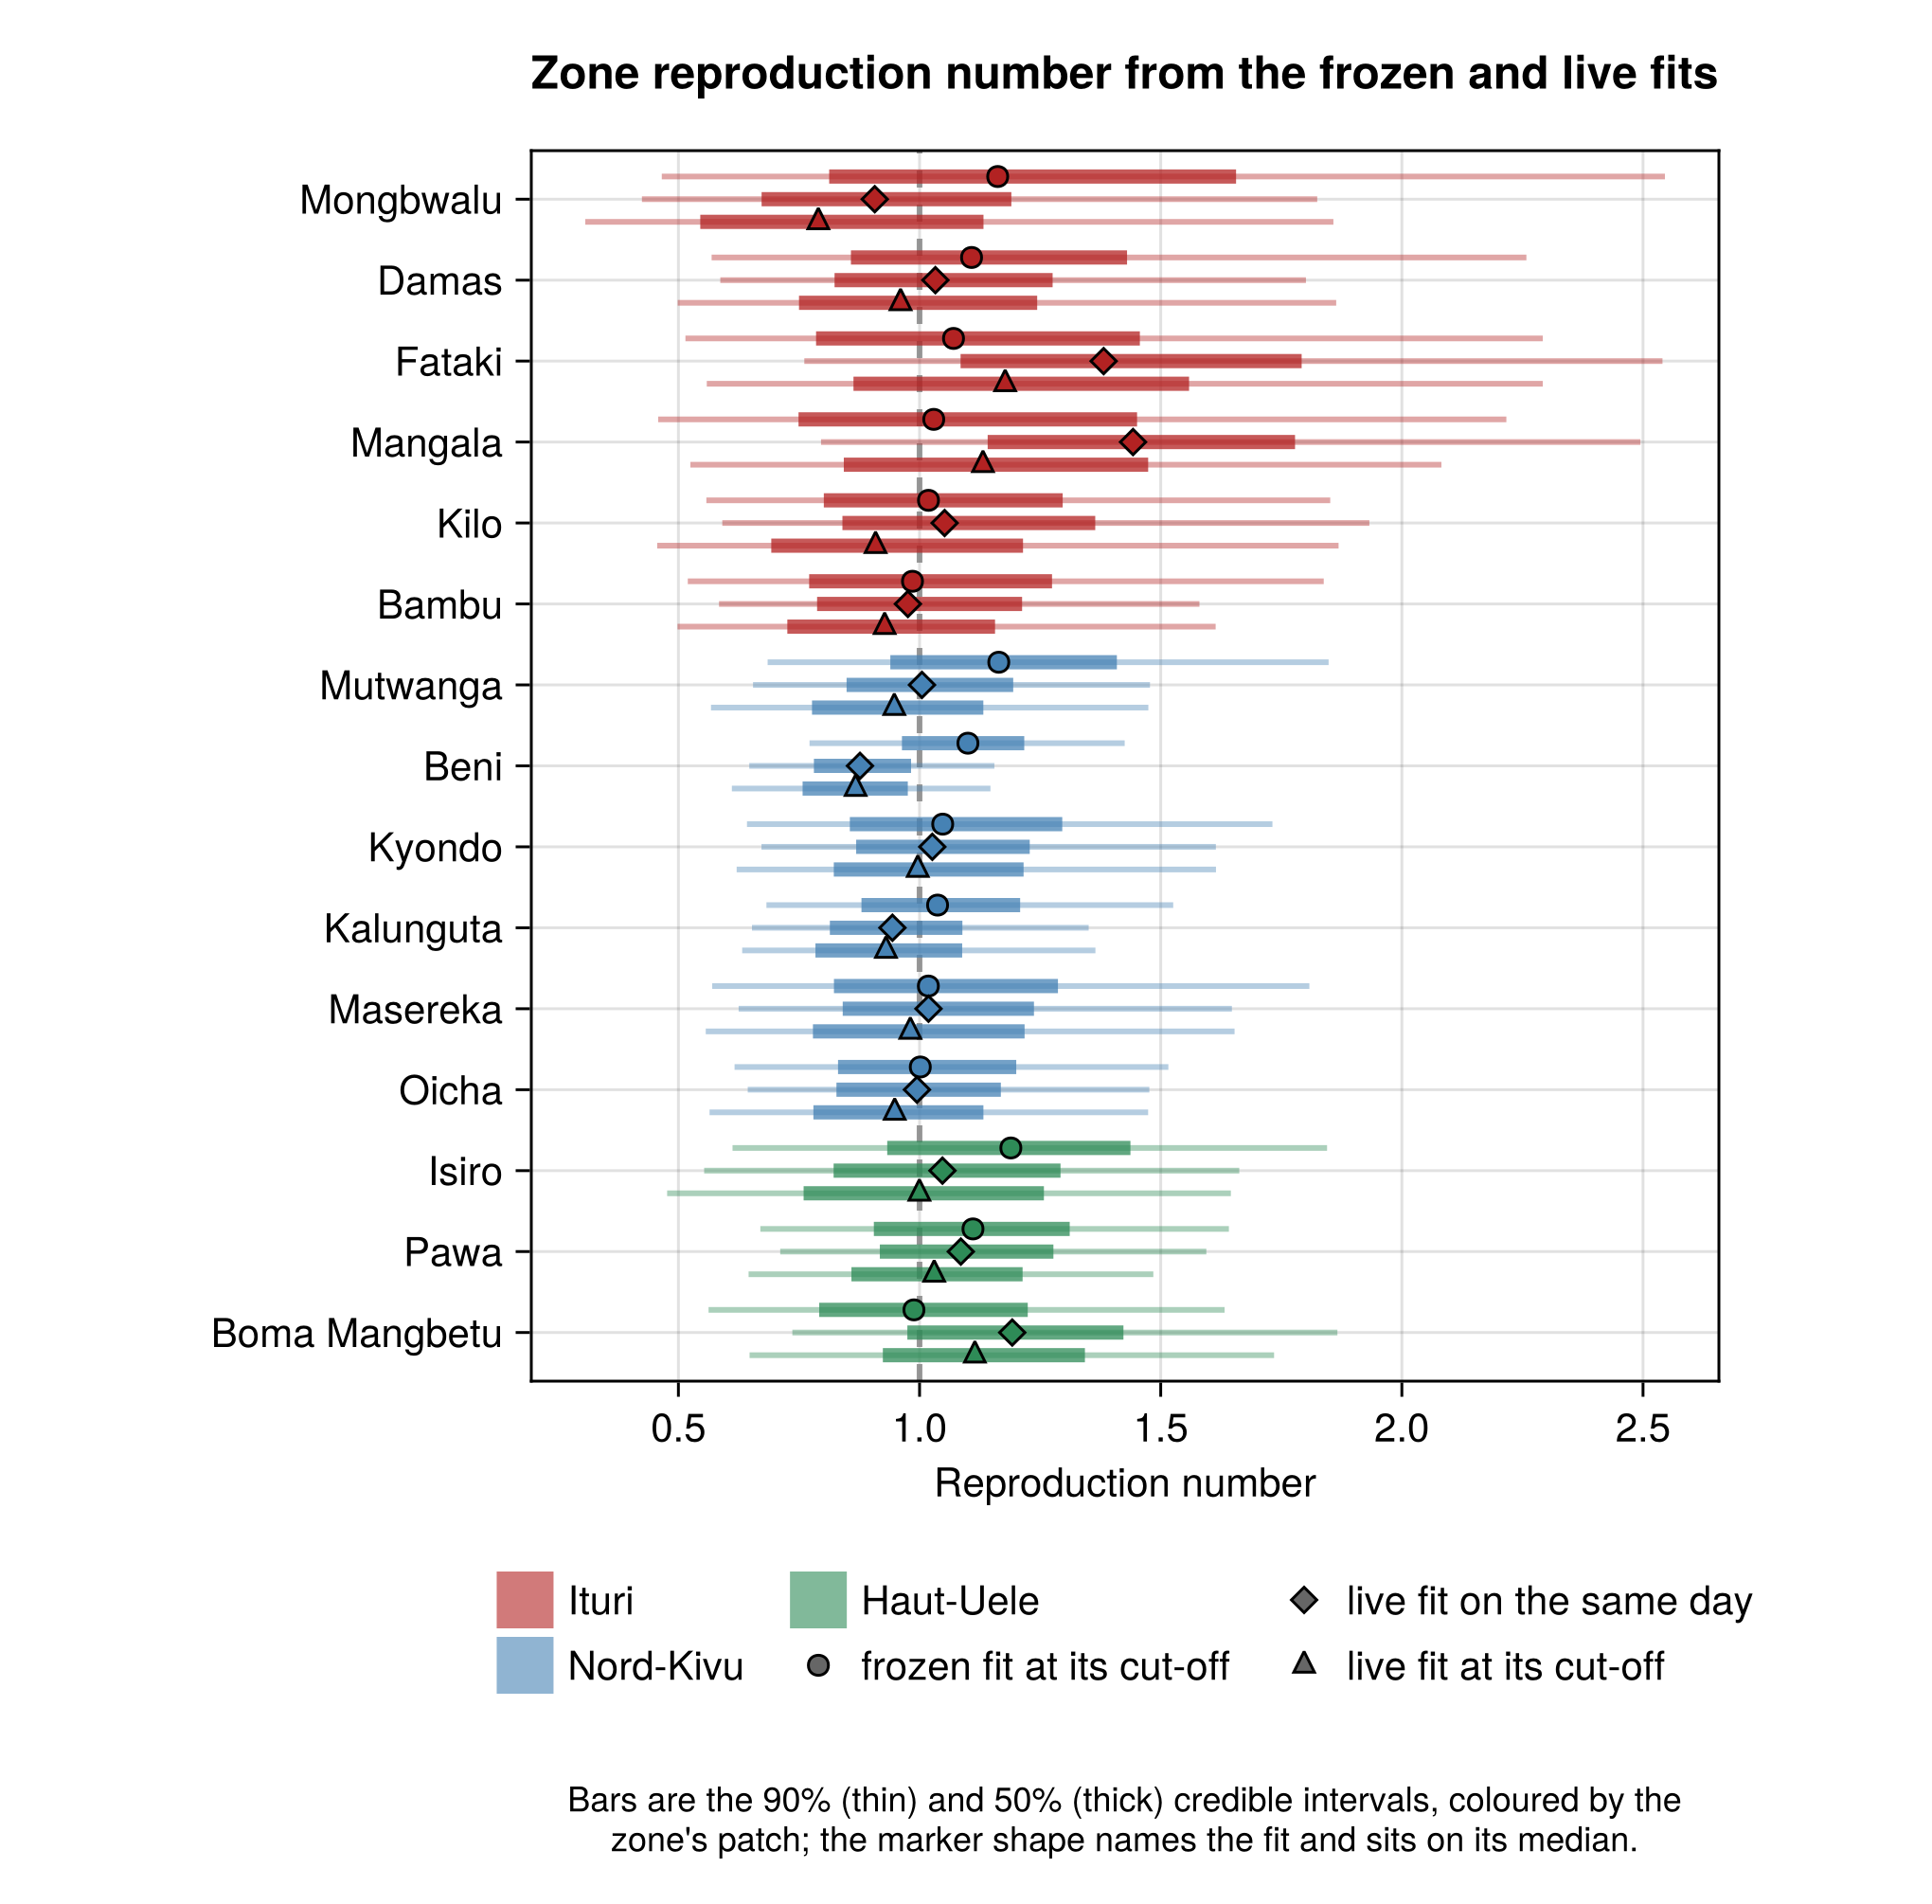 Zone reproduction number from the frozen and live fits
Mongbwalu
Damas
Fataki
Mangala
Kilo
Bambu
Mutwanga
Beni
Kyondo
Kalunguta
Masereka
Oicha
Isiro
Pawa
Boma Mangbetu
0.5 1.0 1.5 2.0 2.5
Reproduction number
Ituri
Nord-Kivu
Haut-Uele
frozen fit at its cut-off
live fit on the same day
live fit at its cut-off
Bars are the 90% (thin) and 50% (thick) credible intervals, coloured by the
zone's patch; the marker shape names the fit and sits on its median.